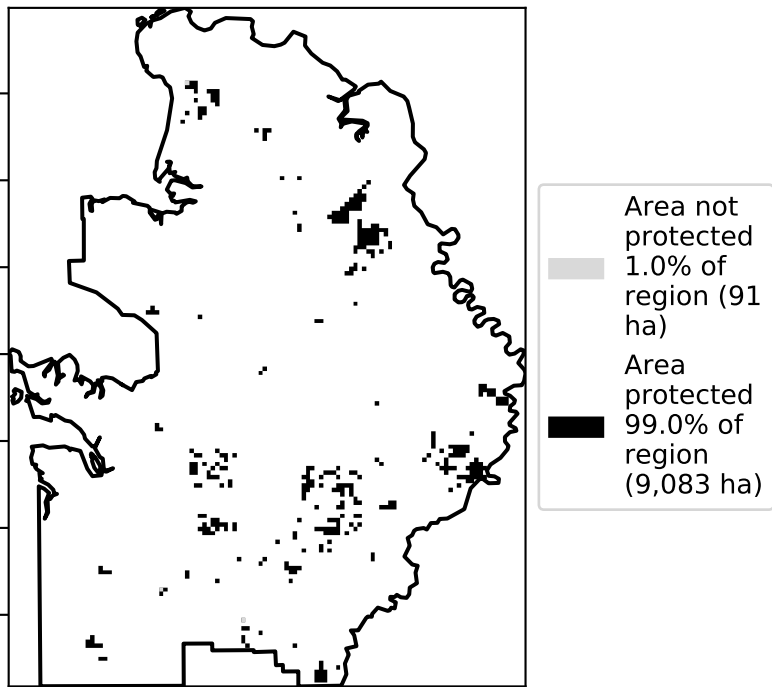 Area not
protected
1.0% of
region (91
ha)
Area
protected
99.0% of
region
(9,083 ha)